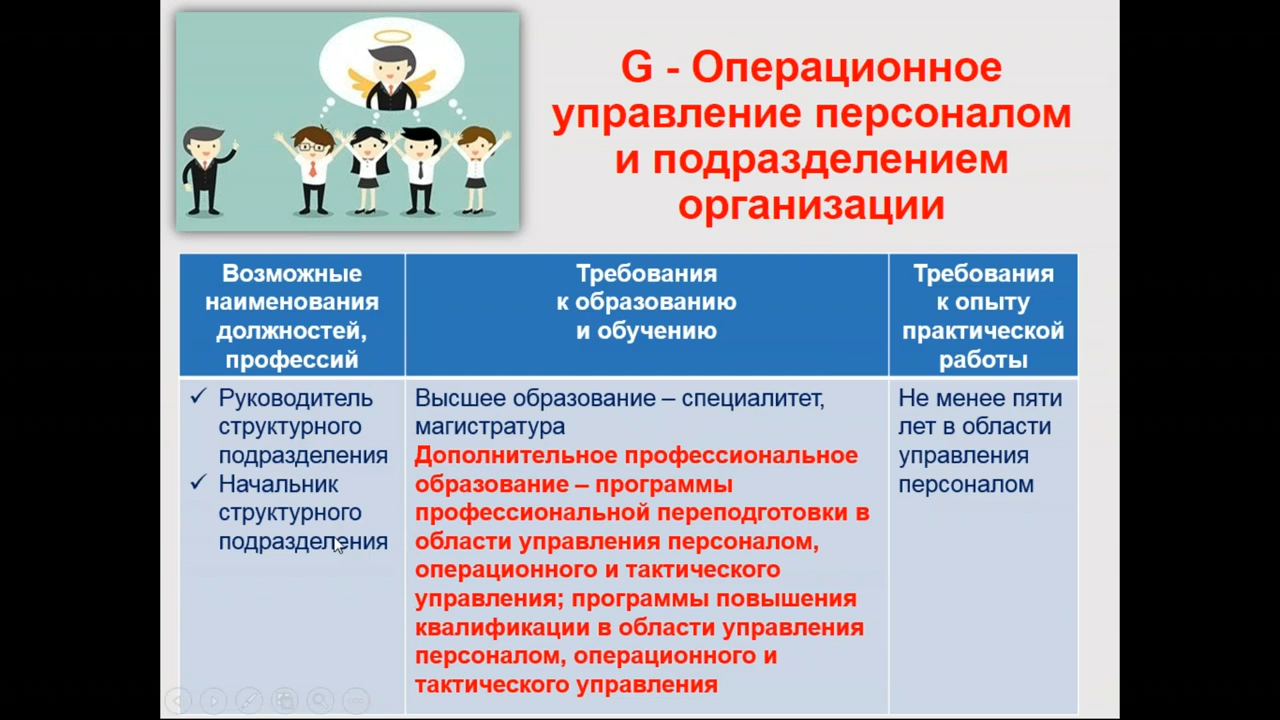 G - Операционное
управление персоналом
и подразделением
организации
Возможные
наименования
должностей,
профессий
Требования
к образованию
и обучению
Требования
к опыту
практической
работы
Руководитель
структурного
подразделения
Начальник
структурного
подразделения
Высшее образование – специалитет,
магистратура
Дополнительное профессиональное
образование – программы
профессиональной переподготовки в
области управления персоналом,
операционного и тактического
управления; программы повышения
квалификации в области управления
персоналом, операционного и
тактического управления
Не менее пяти
лет в области
управления
персоналом